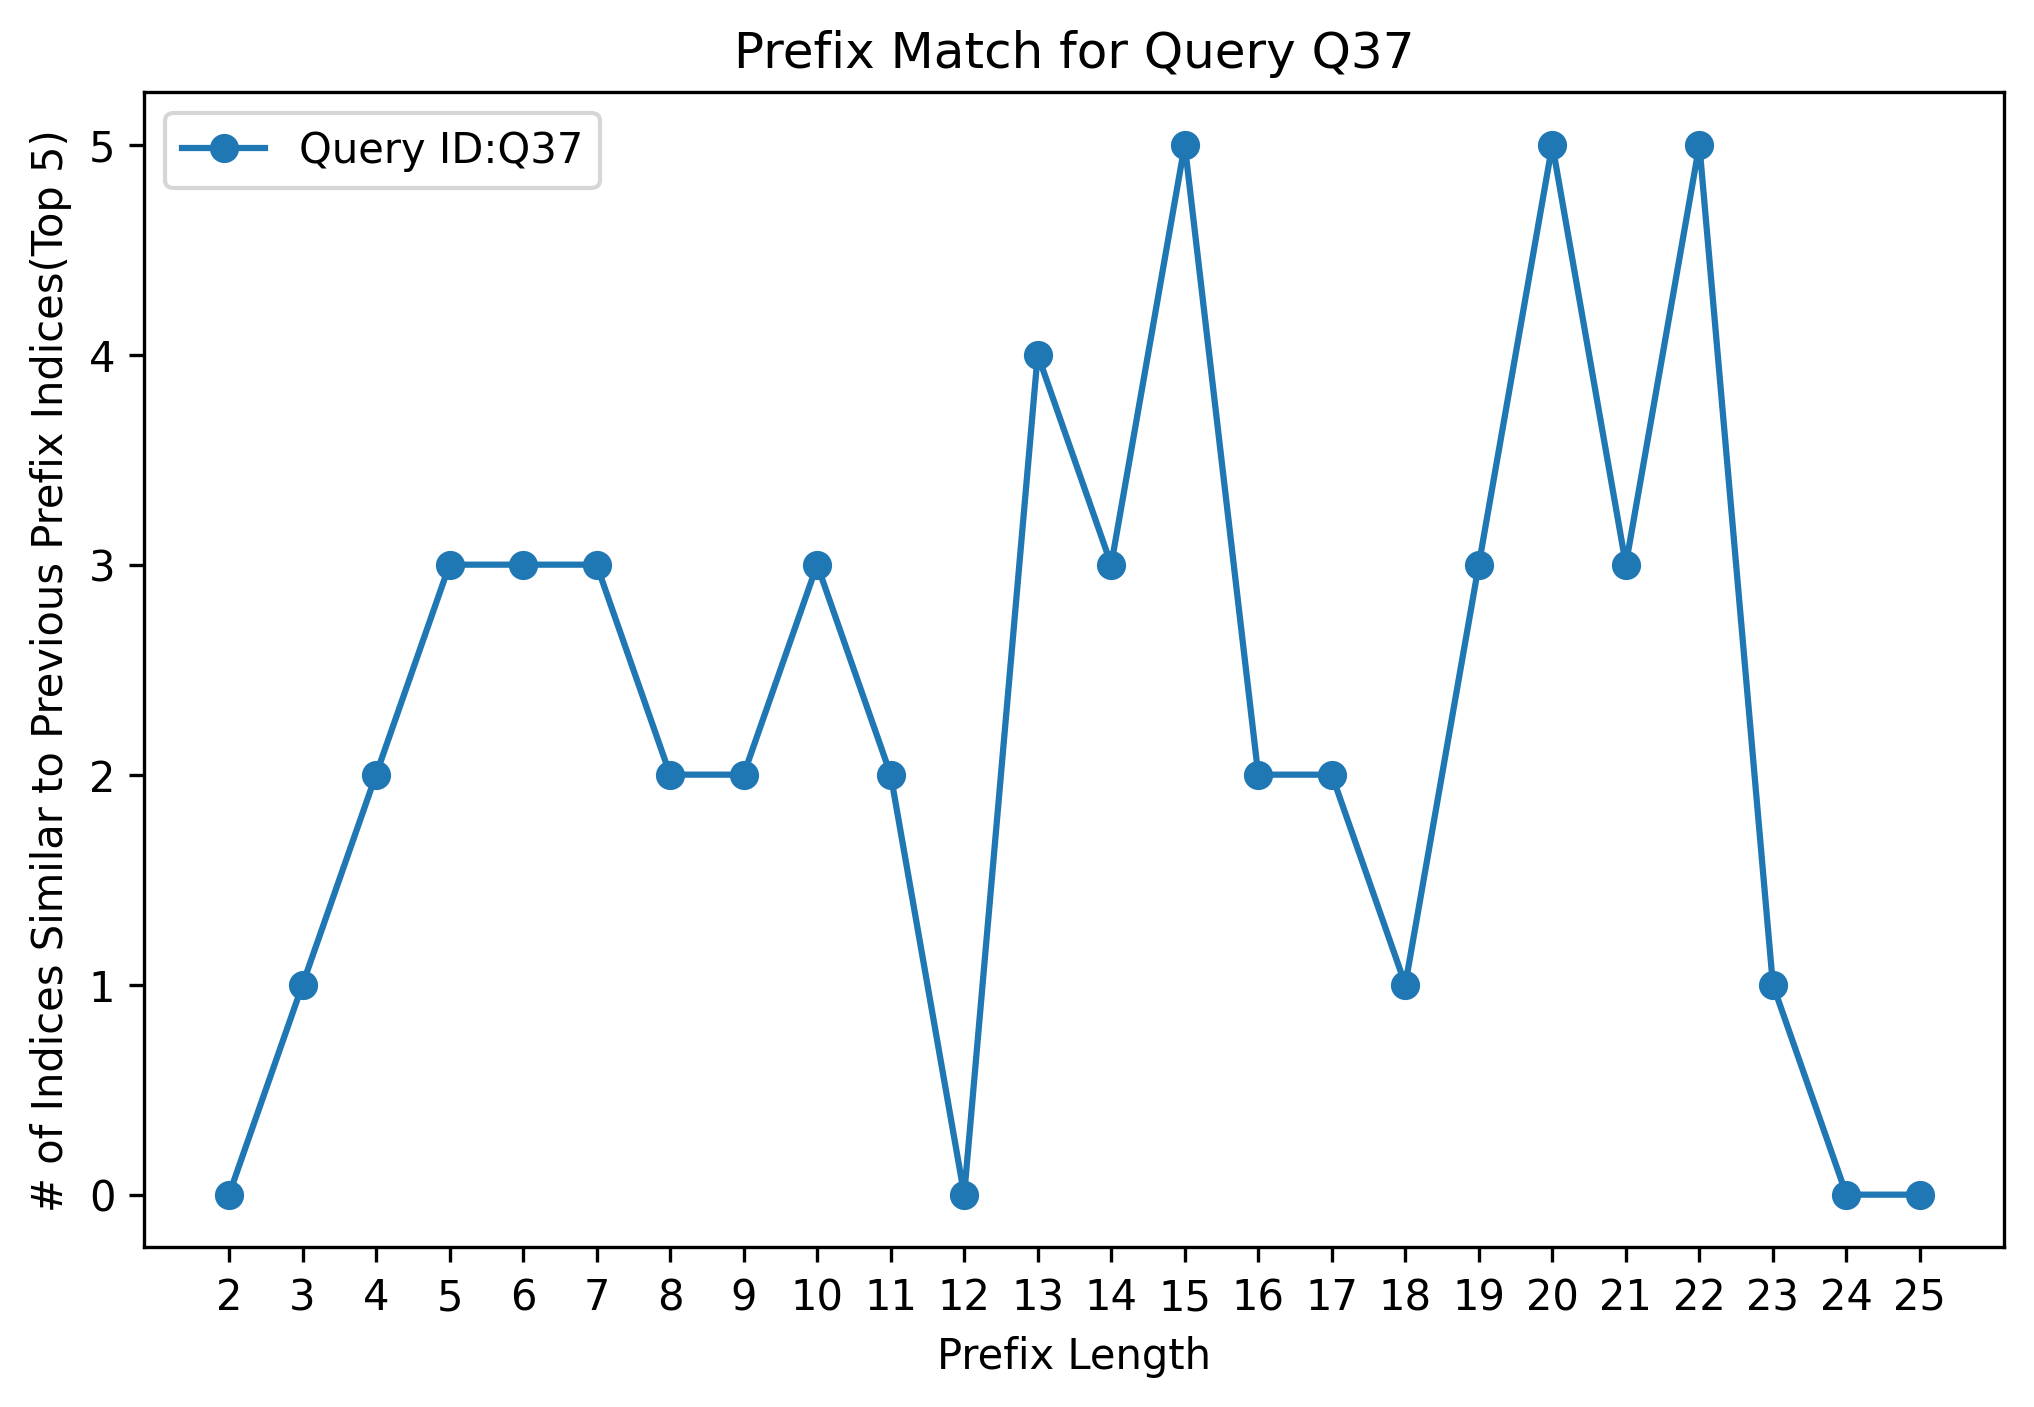 Prefix Match for Query Q37
Query ID:Q37
# of Indices Similar to Previous Prefix Indices(Top 5)
5
4
3
2
1
0
2 3 4 5 6 7 8 9 10 11 12 13 14 15 16 17 18 19 20 21 22 23 24 25
Prefix Length